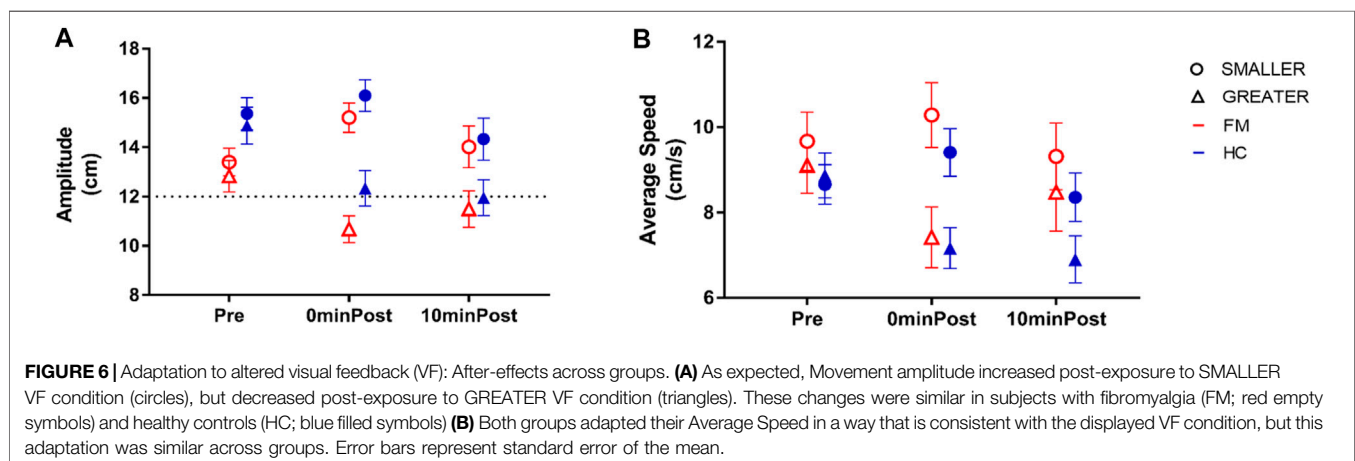 A
18
16
14
12
10
8
Amplitude
(cm)
Pre
0minPost
10minPost
B
12
10
8
6
Average Speed
(cm/s)
Pre
0minPost
10minPost
SMALLER
GREATER
FM
HC
FIGURE 6 | Adaptation to altered visual feedback (VF): After-effects across groups. (A) As expected, Movement amplitude increased post-exposure to SMALLER
VF condition (circles), but decreased post-exposure to GREATER VF condition (triangles). These changes were similar in subjects with fibromyalgia (FM; red empty
symbols) and healthy controls (HC; blue filled symbols) (B) Both groups adapted their Average Speed in a way that is consistent with the displayed VF condition, but this
adaptation was similar across groups. Error bars represent standard error of the mean.